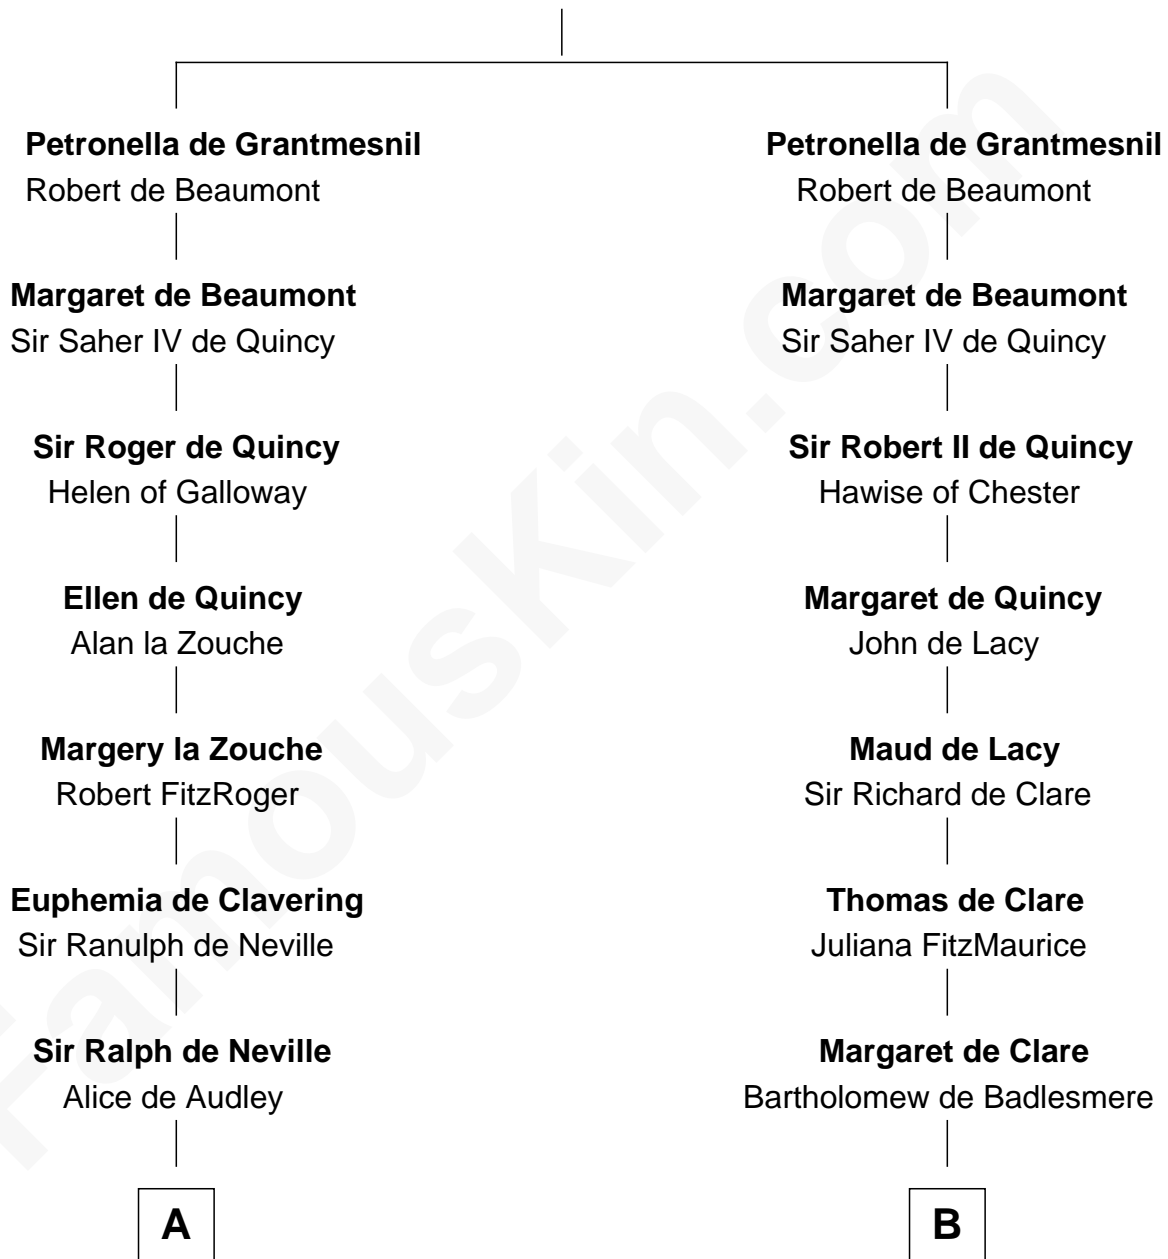 Petronella de Grantmesnil
Robert de Beaumont
Margaret de Beaumont
Sir Saher IV de Quincy
Sir Roger de Quincy
Helen of Galloway
Ellen de Quincy
Alan la Zouche
Margery la Zouche
Robert FitzRoger
Euphemia de Clavering
Sir Ranulph de Neville
Sir Ralph de Neville
Alice de Audley
A
Petronella de Grantmesnil
Robert de Beaumont
Margaret de Beaumont
Sir Saher IV de Quincy
Sir Robert II de Quincy
Hawise of Chester
Margaret de Quincy
John de Lacy
Maud de Lacy
Sir Richard de Clare
Thomas de Clare
Juliana FitzMaurice
Margaret de Clare
Bartholomew de Badlesmere
B
FamousKin.com